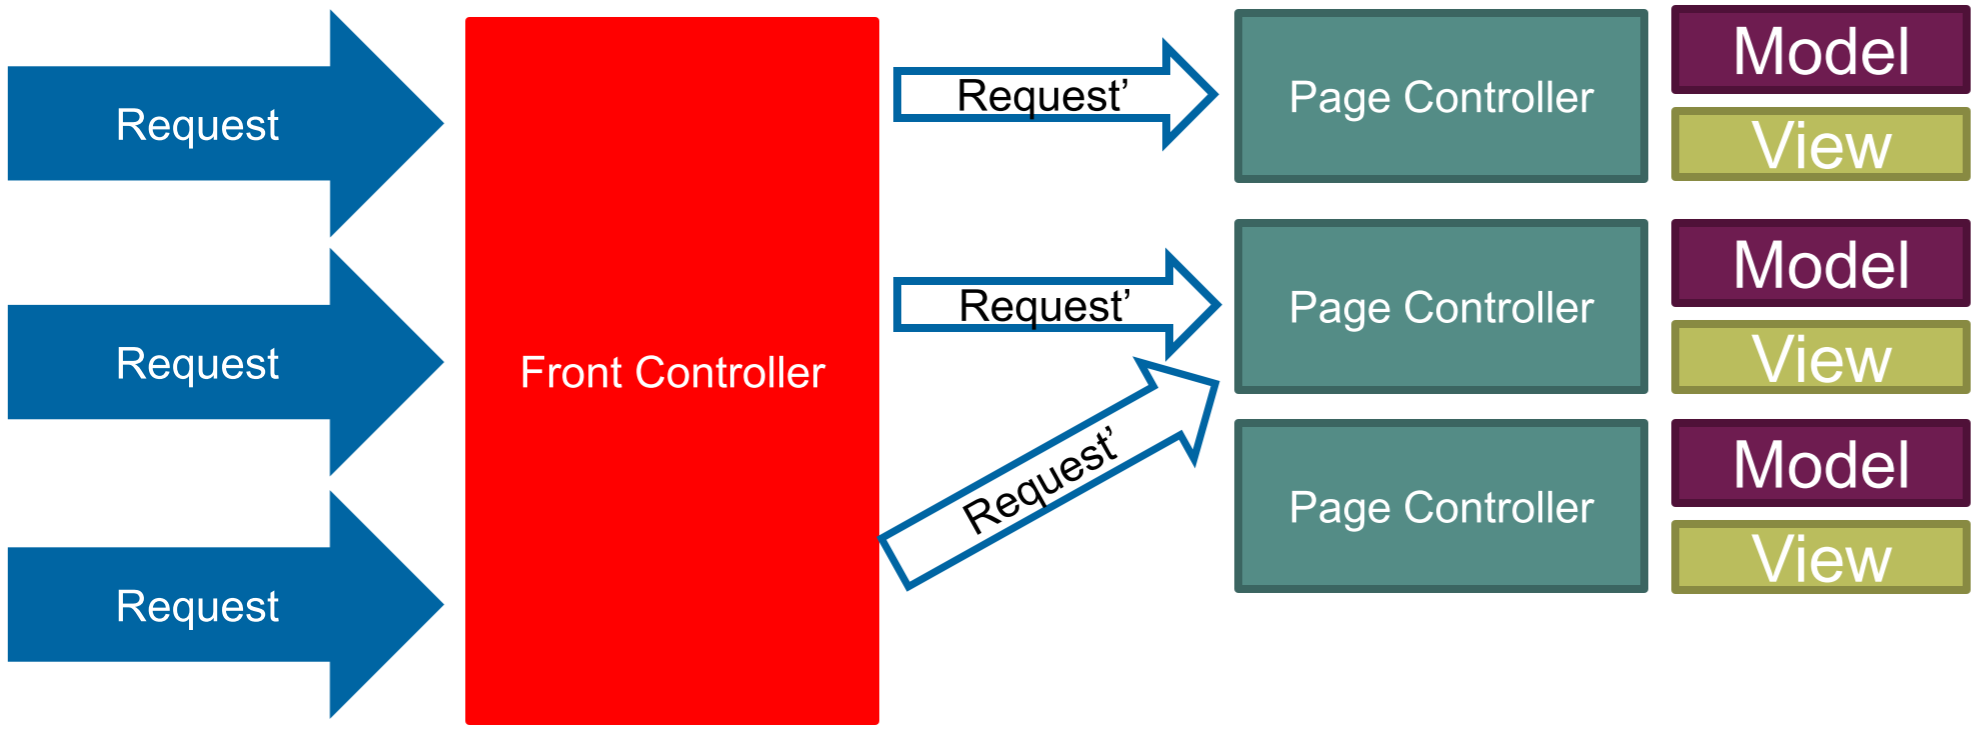 Request
Request
Request
Front Controller
Request’
Request’
Request’
Page Controller
Model
View
Page Controller
Model
View
Page Controller
Model
View